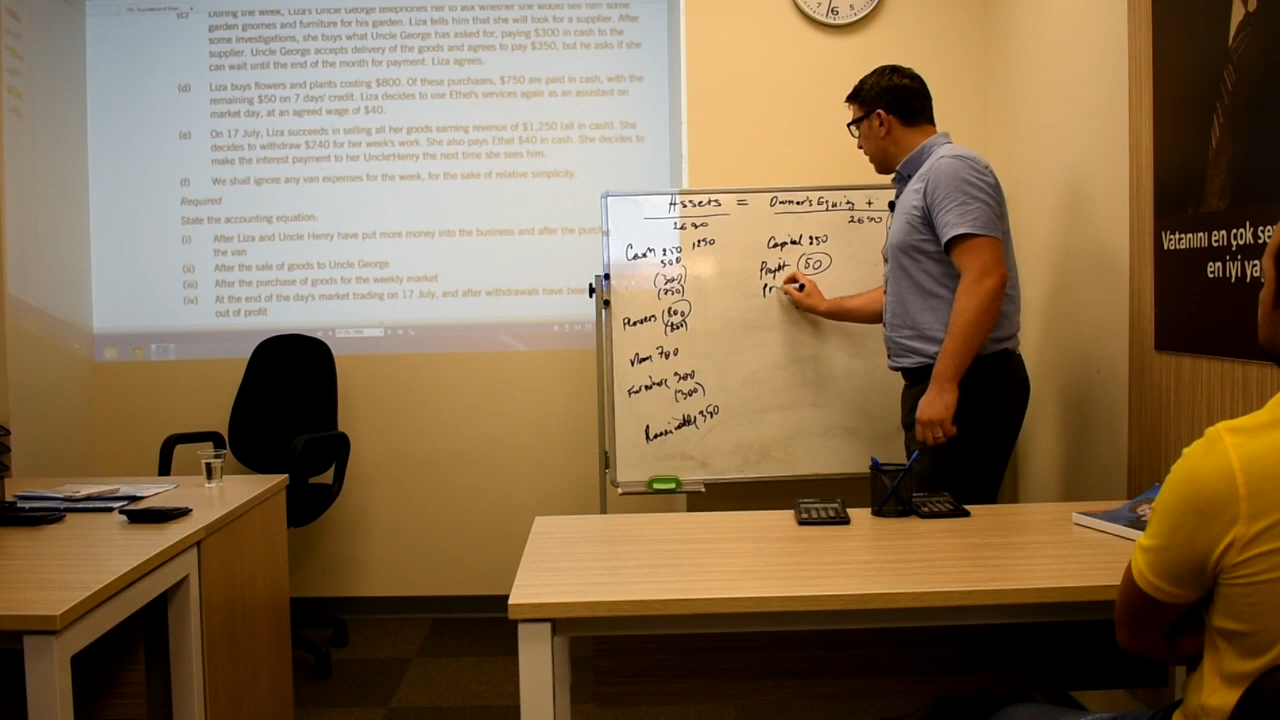 (c) During the week, Liza's Uncle George telephones her to ask whether she would sell him some
garden gnomes and furniture for his garden. Liza tells him that she will look for a supplier. After
some investigations, she buys what Uncle George has asked for, paying $300 in cash to the
supplier. Uncle George accepts delivery of the goods and agrees to pay $350, but he asks if she
can wait until the end of the month for payment. Liza agrees.
(d) Liza buys flowers and plants costing $800. Of these purchases, $750 are paid in cash, with the
remaining $50 on 7 days' credit. Liza decides to use Ethel's services again as an assistant on
market day, at an agreed wage of $40.
(e) On 17 July, Liza succeeds in selling all her goods earning revenue of $1,250 (all in cash). She
decides to withdraw $240 for her week's work. She also pays Ethel $40 in cash. She decides to
make the interest payment to her UnclerHenry the next time she sees him.
(f) We shall ignore any van expenses for the week, for the sake of relative simplicity.
Required
State the accounting equation:
(i) After Liza and Uncle Henry have put more money into the business and after the purch
the van
(ii) After the sale of goods to Uncle George
(iii) After the purchase of goods for the weekly market
(iv) At the end of the day's market trading on 17 July, and after withdrawals have been
out of profit
Assets = Owner's Equity +
2690 2690
1250
Capital 250
500
Profit (50)
(300)
Pr
Flowers (800
Van 700
Furniture 300
(300)
350
7 6 5
Vatanını en çok se
en iyi ya